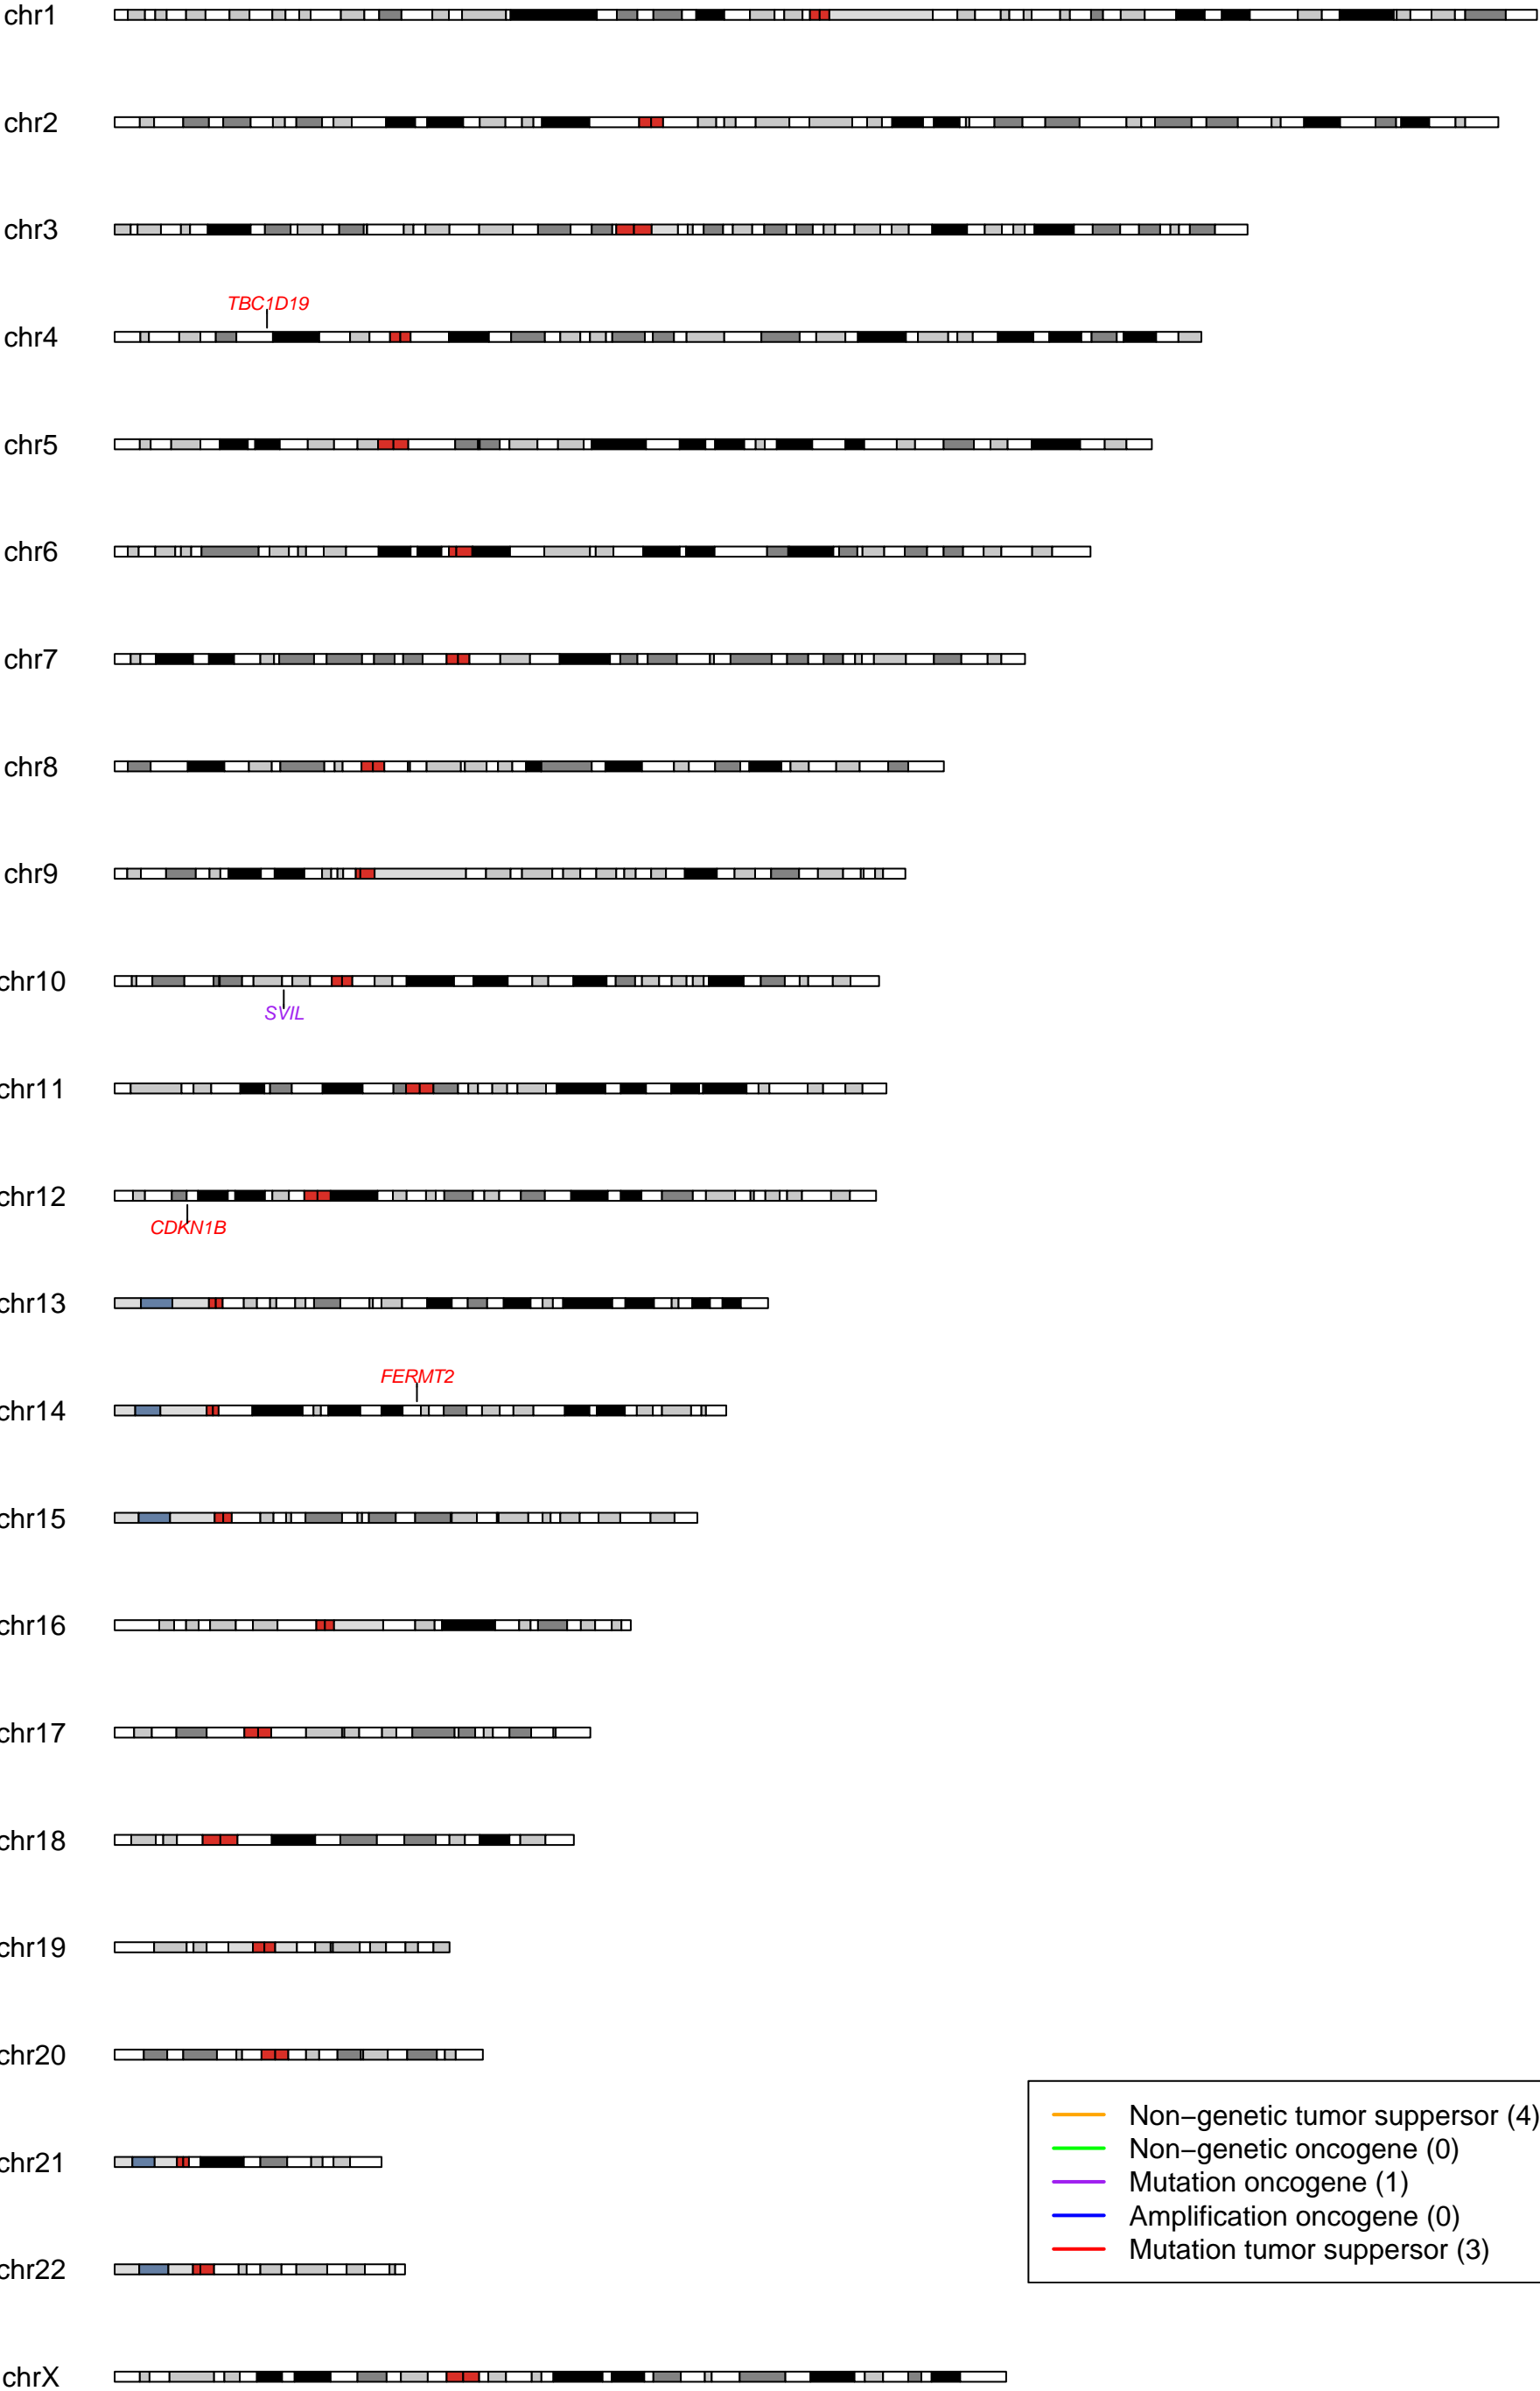 chr1
chr2
chr3
TBC1D19
chr4
chr5
chr6
chr7
chr8
chr9
chr10
SVIL
chr11
chr12
CDKN1B
chr13
FERMT2
chr14
chr15
chr16
chr17
chr18
chr19
chr20
Non−genetic tumor suppersor (4)
Non−genetic oncogene (0)
chr21
Mutation oncogene (1)
Amplification oncogene (0)
Mutation tumor suppersor (3)
chr22
chrX